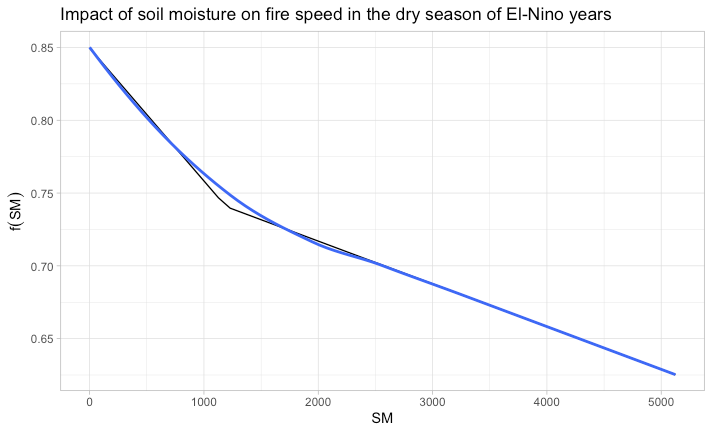 Impact of soil moisture on fire speed in the dry season of El-Nino years
0.85
0.80
0.75
0.70
0.65
f(SM)
0 1000 2000 3000 4000 5000
SM